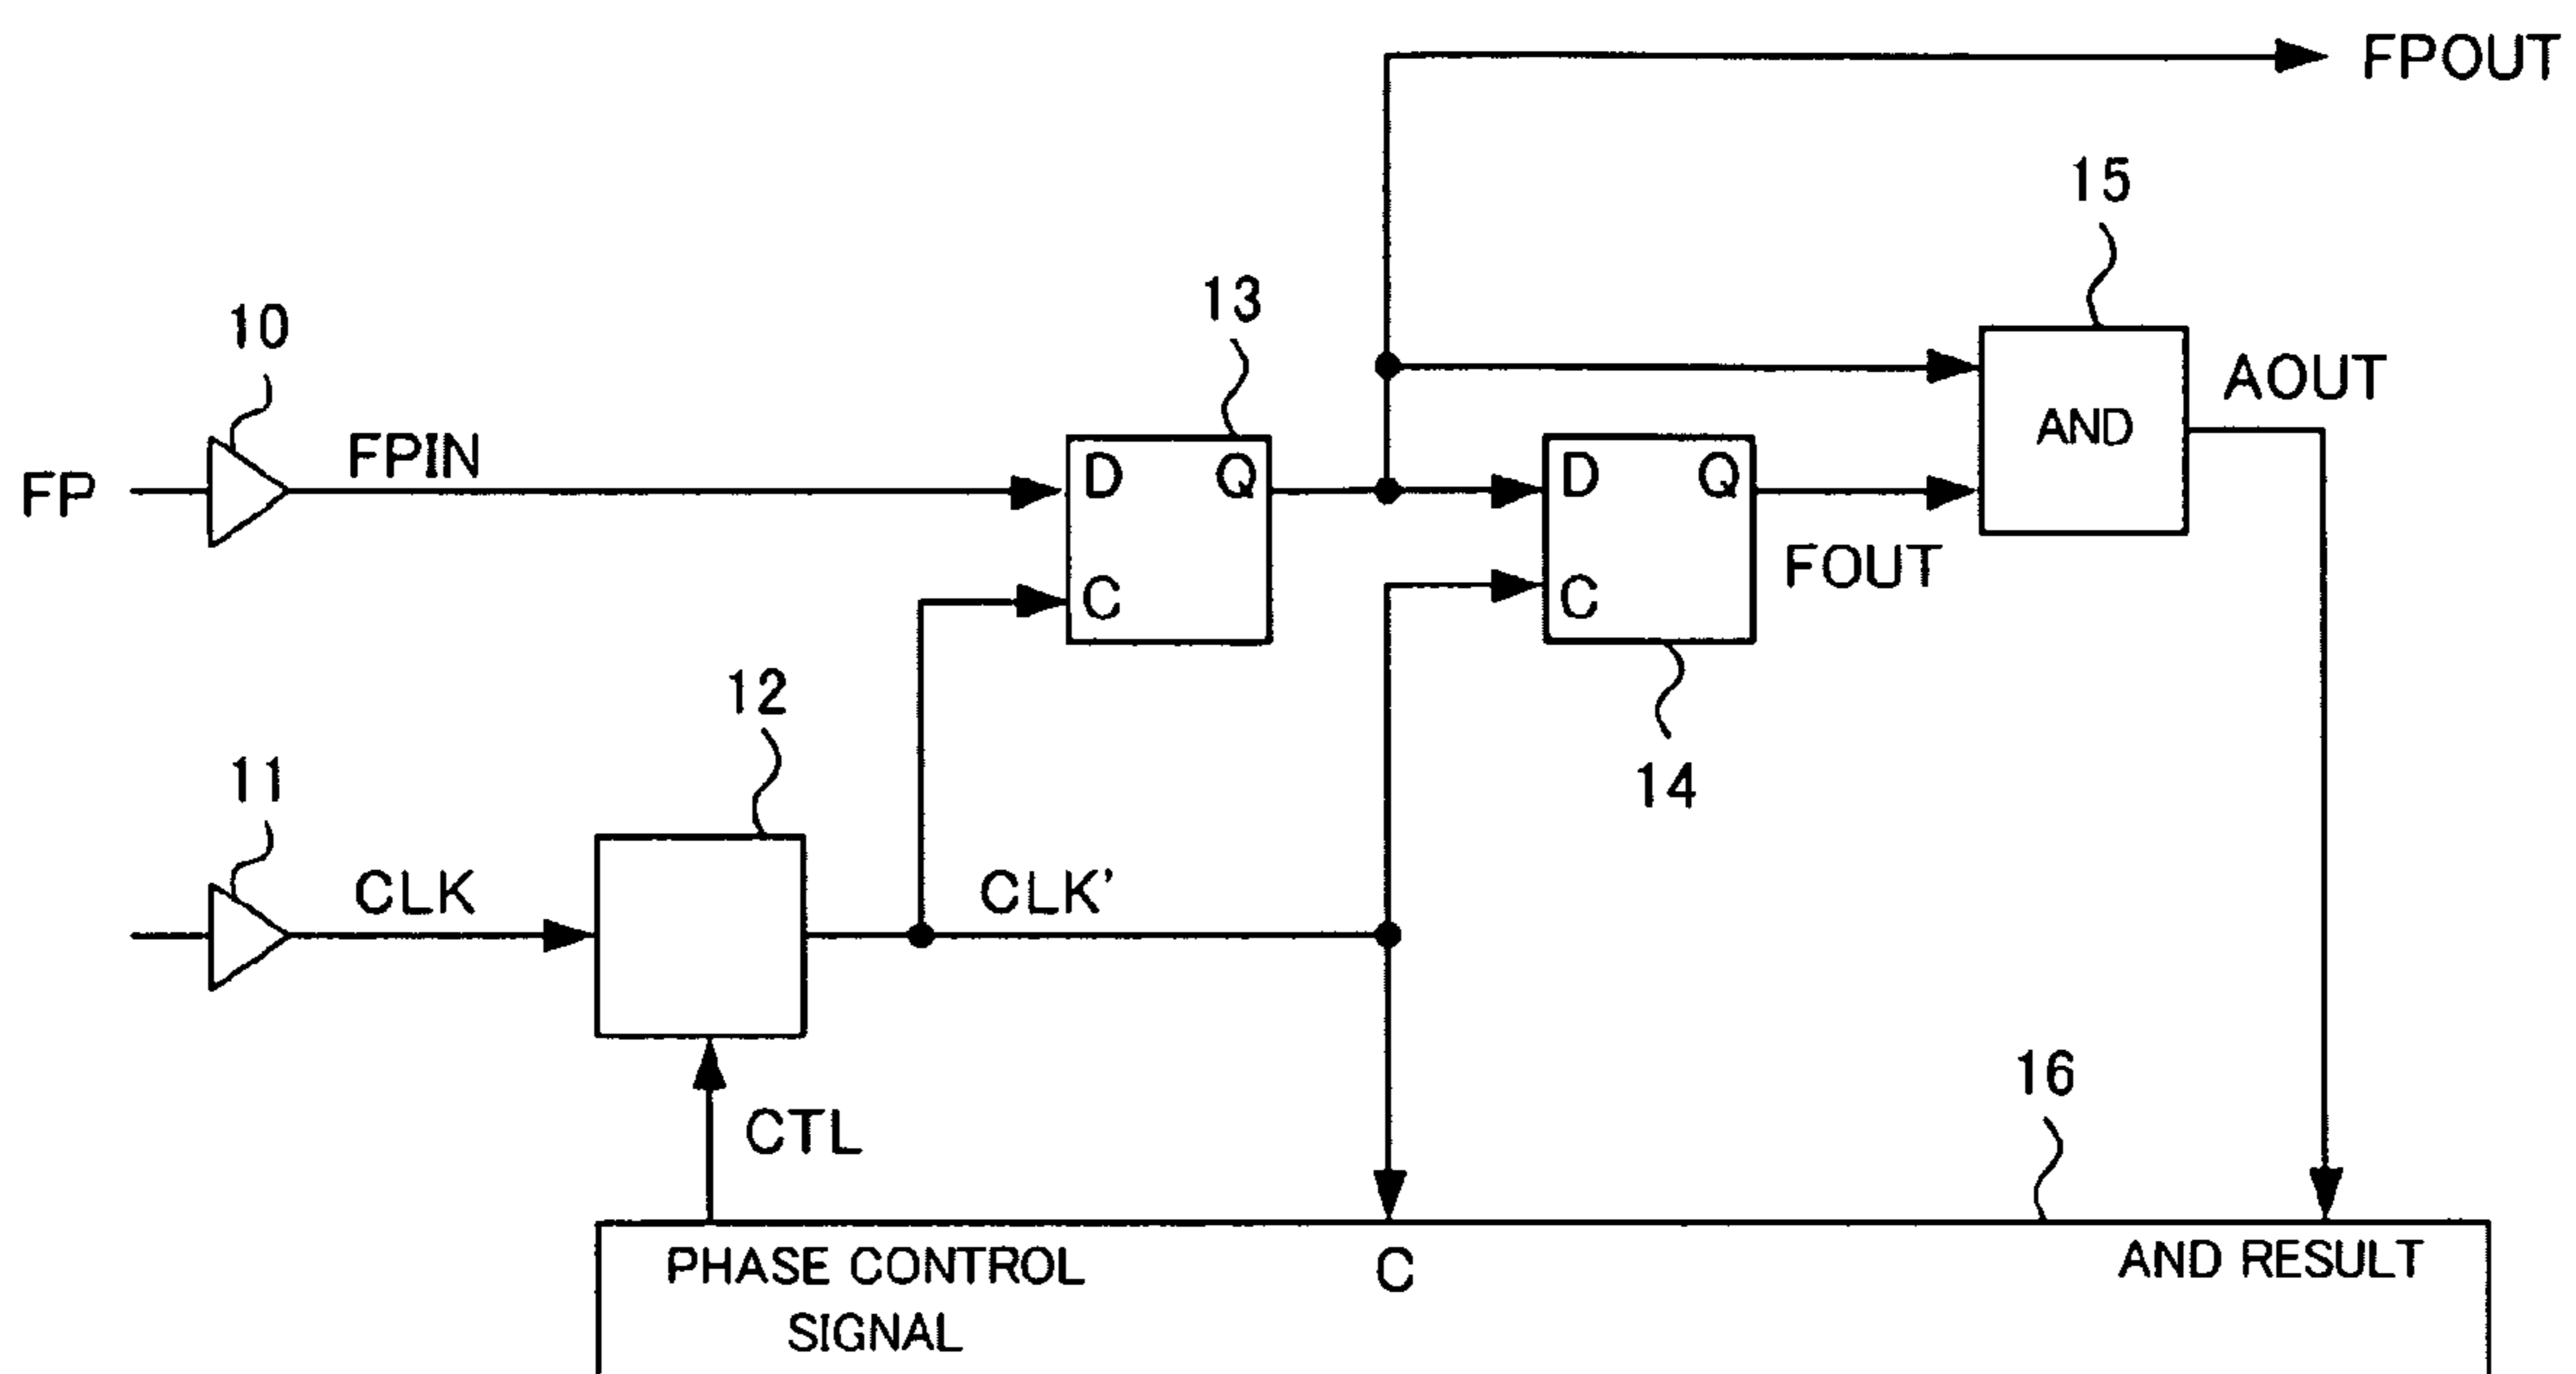 FPOUT
15
13
10
AOUT
AND
FPIN
D
Q
D
Q
FP
FOUT
C
C
12
11
14
CLK
CLK'
16
CTL
PHASE CONTROL
SIGNAL
C
AND RESULT